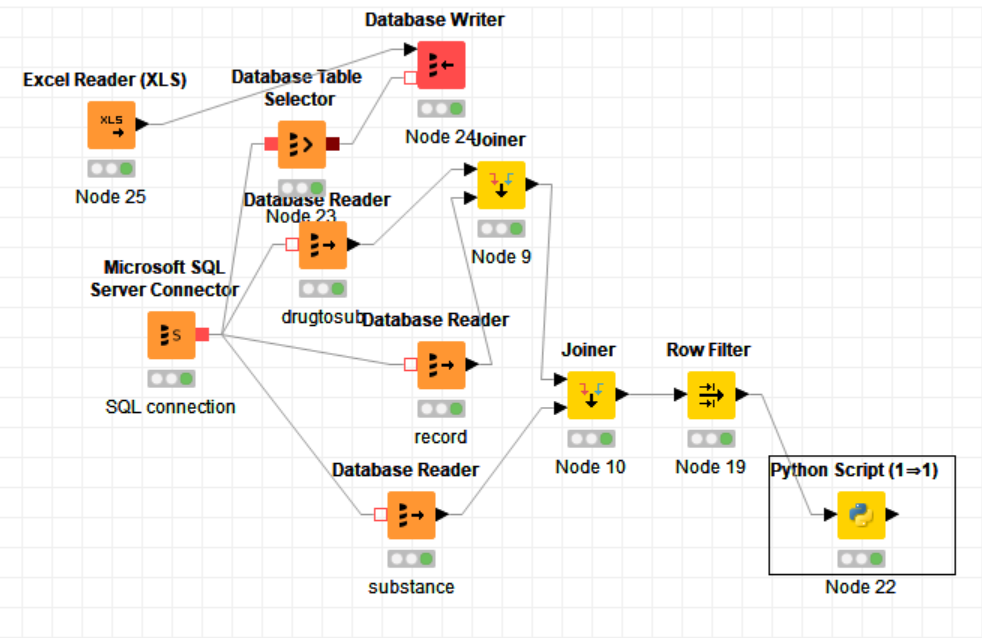 Database Writer
Node 24
Excel Reader (XLS)
XLS
Node 25
Database Table
Selector
Node 23
Joiner
Node 9
Database Reader
drugtosub
Microsoft SQL
Server Connector
S
SQL connection
Database Reader
record
Joiner
Node 10
Row Filter
Node 19
Database Reader
substance
Python Script (1⇒1)
Node 22